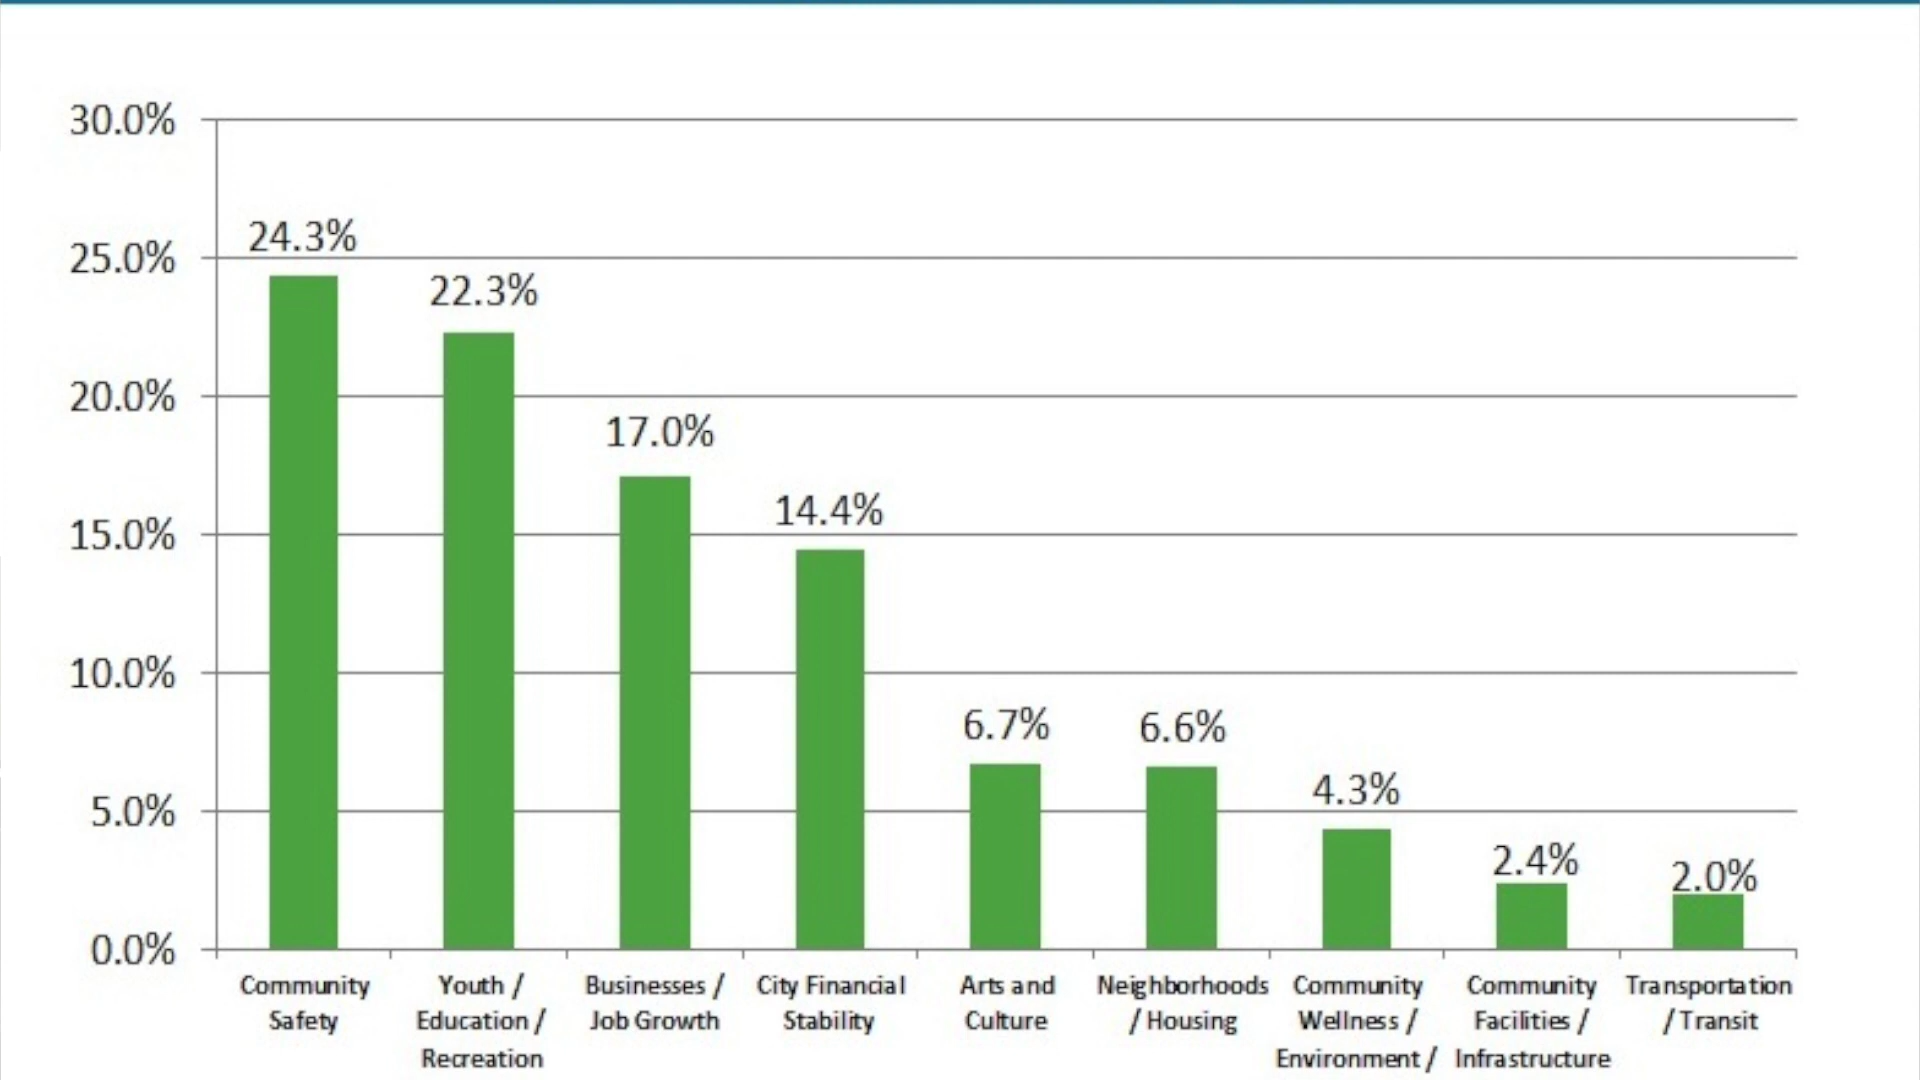 30.0%
25.0%
20.0%
15.0%
10.0%
5.0%
0.0%
24.3%
22.3%
17.0%
14.4%
6.7%
6.6%
4.3%
2.4%
2.0%
Community
Safety
Youth /
Education /
Recreation
Businesses /
Job Growth
City Financial
Stability
Arts and
Culture
Neighborhoods
/ Housing
Community
Wellness /
Environment /
Community
Facilities /
Infrastructure
Transportation
/ Transit